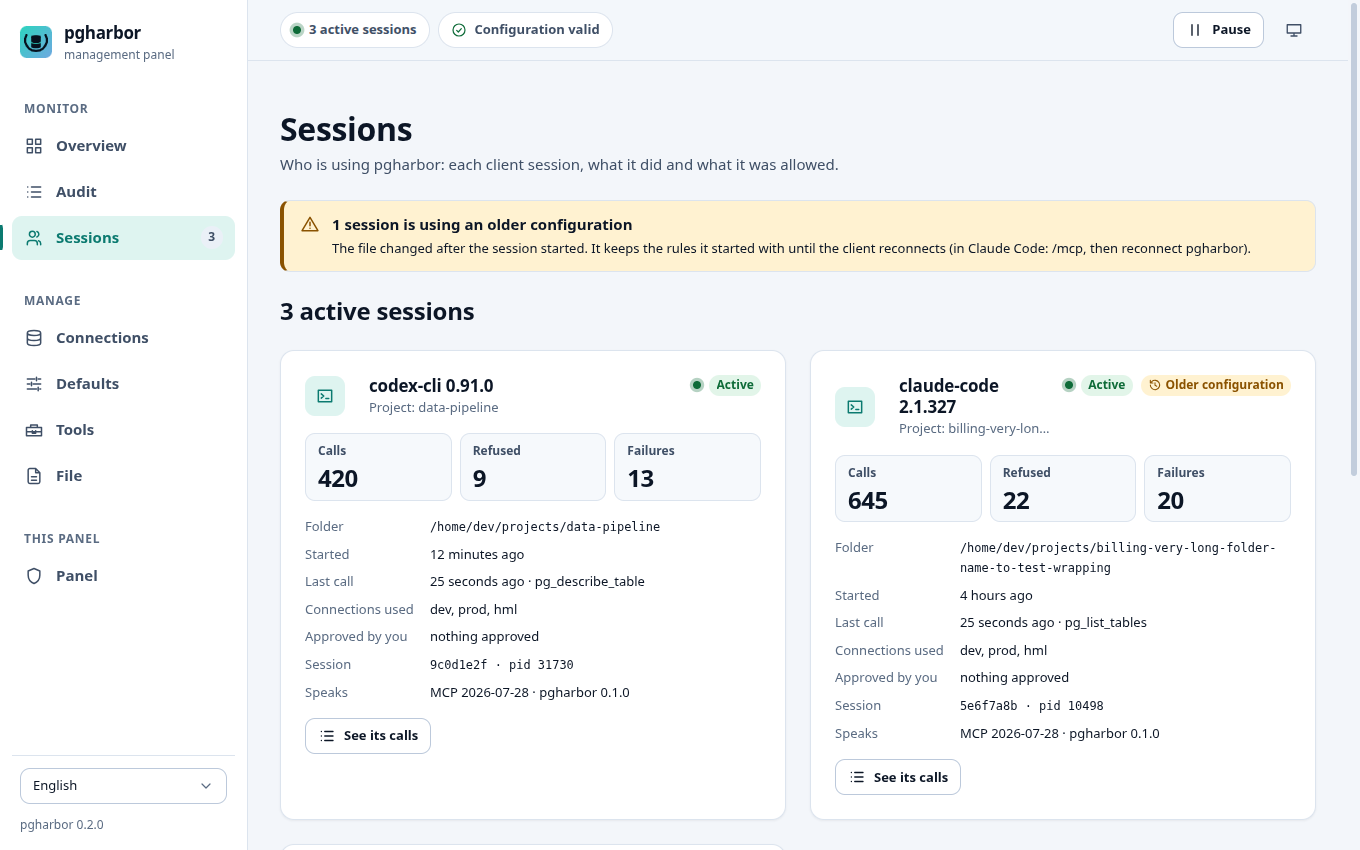 pgharbor
management panel
MONITOR
Overview
Audit
Sessions 3
MANAGE
Connections
Defaults
Tools
File
THIS PANEL
Panel
English
pgharbor 0.2.0
3 active sessions
Configuration valid
Pause
Sessions
Who is using pgharbor: each client session, what it did and what it was allowed.
1 session is using an older configuration
The file changed after the session started. It keeps the rules it started with until the client reconnects (in Claude Code: /mcp, then reconnect pgharbor).
3 active sessions
codex-cli 0.91.0
Active
Project: data-pipeline
Calls
420
Refused
9
Failures
13
Folder /home/dev/projects/data-pipeline
Started 12 minutes ago
Last call 25 seconds ago · pg_describe_table
Connections used dev, prod, hml
Approved by you nothing approved
Session 9c0d1e2f · pid 31730
Speaks MCP 2026-07-28 · pgharbor 0.1.0
See its calls
claude-code
2.1.327
Active
Older configuration
Project: billing-very-lon...
Calls
645
Refused
22
Failures
20
Folder /home/dev/projects/billing-very-long-folder-
name-to-test-wrapping
Started 4 hours ago
Last call 25 seconds ago · pg_list_tables
Connections used dev, prod, hml
Approved by you nothing approved
Session 5e6f7a8b · pid 10498
Speaks MCP 2026-07-28 · pgharbor 0.1.0
See its calls